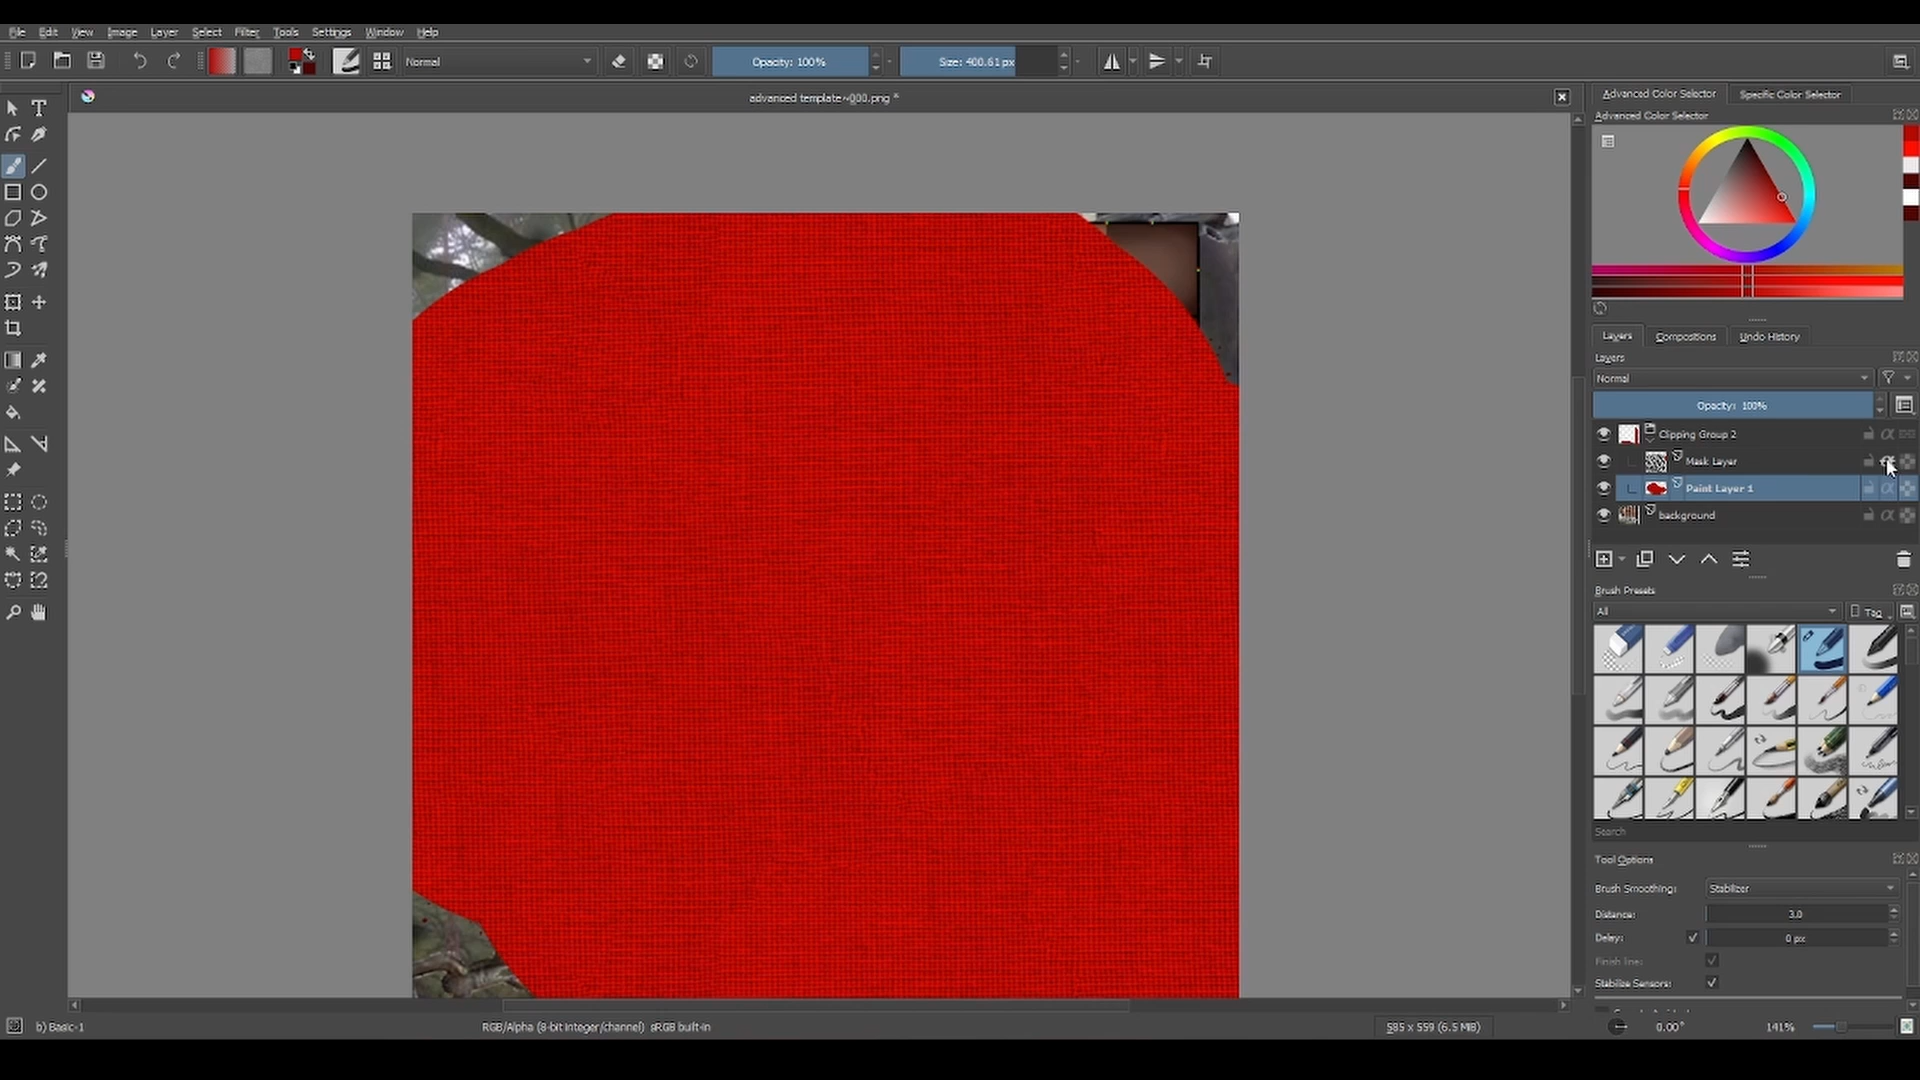 File Edit View Image Layer Select Filter Tools Settings Window Help
Normal Opacity: 100% Size: 400.61 px
advanced template~000.png *
Advanced Color Selector Specific Color Selector
Advanced Color Selector
Layers Compositions Undo History
Layers
Normal
Opacity: 100%
Clipping Group 2
Mask Layer
Paint Layer 1
background
Brush Presets
All Tag
Search
Tool Options
Brush Smoothing: Stabilizer
Distance: 3.0
Delay: 0 px
Finish line:
Stabilize Sensors:
b) Basic-1 RGB/Alpha (8-bit integer/channel) sRGB built-in 585 x 559 (6.5 MiB) 0.00° 141%